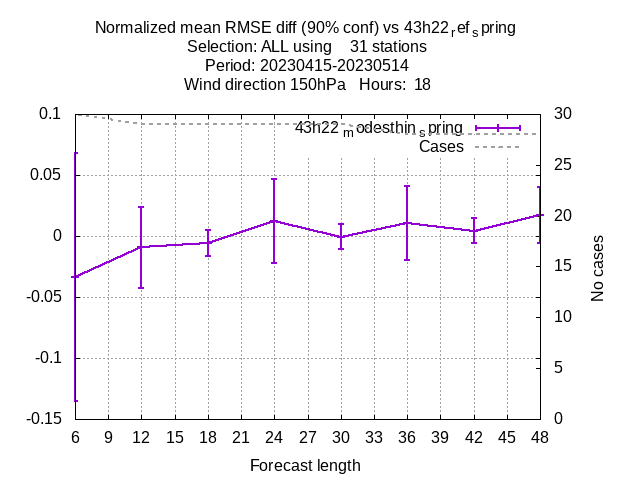 Normalized mean RMSE diff (90% conf) vs 43h22refspring
Selection: ALL using 31 stations
Period: 20230415-20230514
Wind direction 150hPa Hours: 18
43h22modesthinspring
Cases
0.1
0.05
0
-0.05
-0.1
-0.15
30
25
20
15
10
5
0
No cases
6 9 12 15 18 21 24 27 30 33 36 39 42 45 48
Forecast length